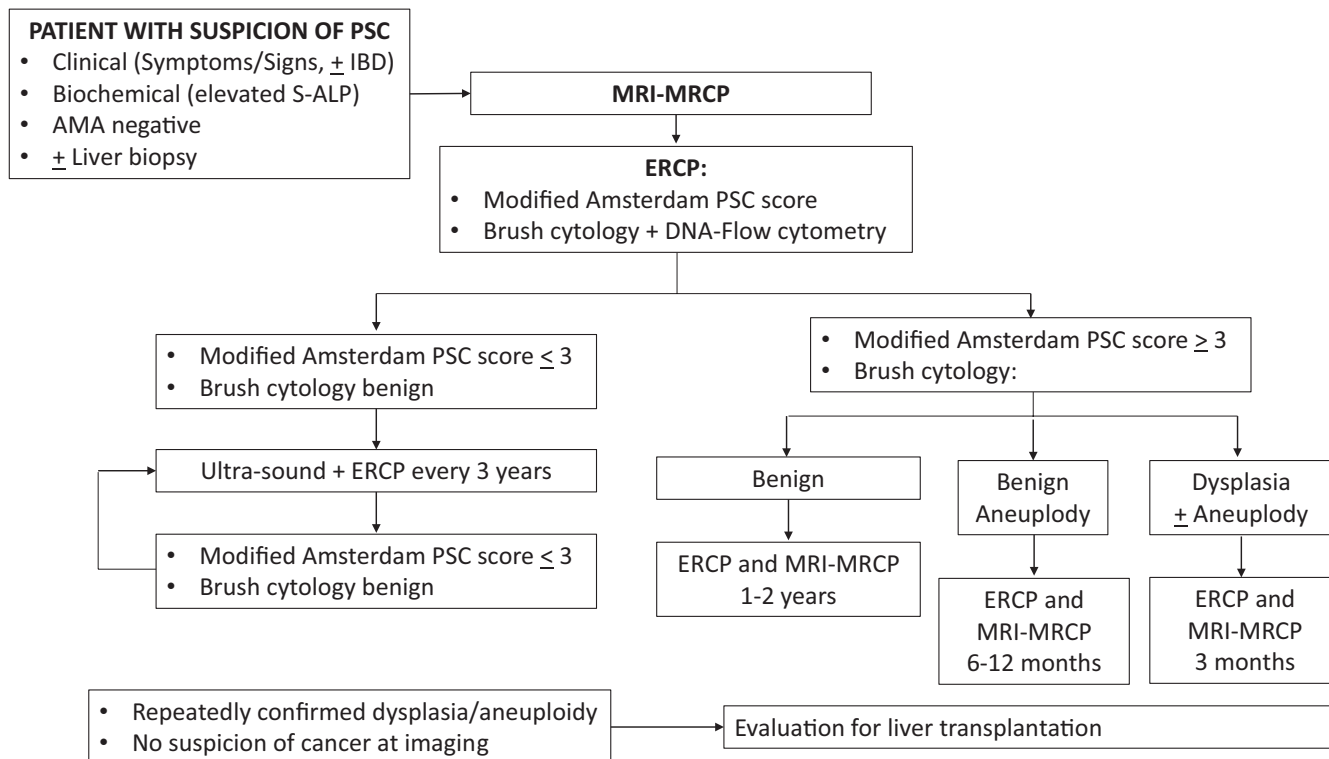 PATIENT WITH SUSPICION OF PSC
• Clinical (Symptoms/Signs, ± IBD)
• Biochemical (elevated S-ALP)
• AMA negative
• ± Liver biopsy
MRI-MRCP
ERCP:
• Modified Amsterdam PSC score
• Brush cytology + DNA-Flow cytometry
• Modified Amsterdam PSC score ≤ 3
• Brush cytology benign
Ultra-sound + ERCP every 3 years
• Modified Amsterdam PSC score ≤ 3
• Brush cytology benign
• Modified Amsterdam PSC score ≥ 3
• Brush cytology:
Benign
ERCP and MRI-MRCP
1-2 years
Benign
Aneuplody
ERCP and
MRI-MRCP
6-12 months
Dysplasia
± Aneuplody
ERCP and
MRI-MRCP
3 months
• Repeatedly confirmed dysplasia/aneuploidy
• No suspicion of cancer at imaging
Evaluation for liver transplantation